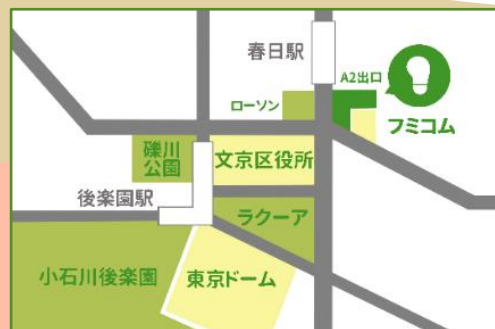 春日駅
A2出口
ローソン
フミコム
礫川
公園
文京区役所
後楽園駅
ラクーア
小石川後楽園
東京ドーム